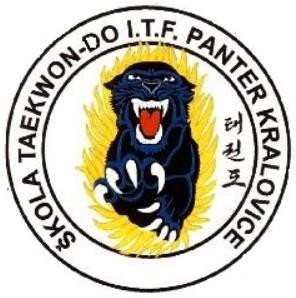 ŠKOLA TAEKWON-DO I.T.F. PANTER KRALOVICE
태권도